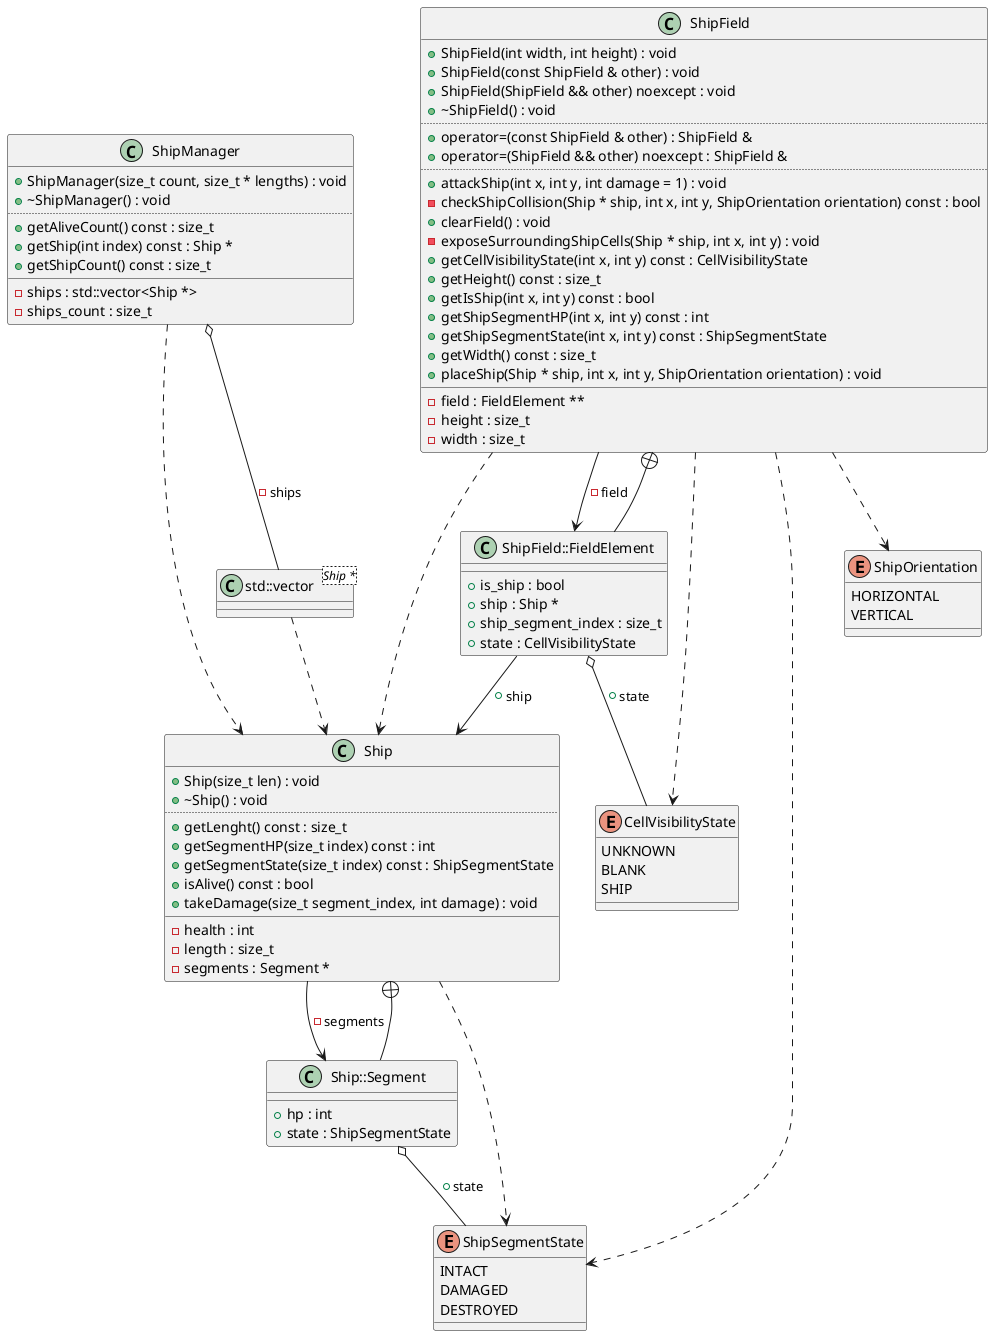 ShipField
ShipField(int width, int height) : void
ShipField(const ShipField & other) : void
ShipField(ShipField && other) noexcept : void
~ShipField() : void
operator=(const ShipField & other) : ShipField &
operator=(ShipField && other) noexcept : ShipField &
attackShip(int x, int y, int damage = 1) : void
checkShipCollision(Ship * ship, int x, int y, ShipOrientation orientation) const : bool
clearField() : void
exposeSurroundingShipCells(Ship * ship, int x, int y) : void
getCellVisibilityState(int x, int y) const : CellVisibilityState
getHeight() const : size_t
getIsShip(int x, int y) const : bool
getShipSegmentHP(int x, int y) const : int
getShipSegmentState(int x, int y) const : ShipSegmentState
getWidth() const : size_t
placeShip(Ship * ship, int x, int y, ShipOrientation orientation) : void
field : FieldElement **
height : size_t
width : size_t
ShipManager
ShipManager(size_t count, size_t * lengths) : void
~ShipManager() : void
getAliveCount() const : size_t
getShip(int index) const : Ship *
getShipCount() const : size_t
ships : std::vector<Ship *>
ships_count : size_t
ships
field
std::vector
Ship *
ShipField::FieldElement
is_ship : bool
ship : Ship *
ship_segment_index : size_t
state : CellVisibilityState
ShipOrientation
HORIZONTAL
VERTICAL
ship
state
Ship
Ship(size_t len) : void
~Ship() : void
getLenght() const : size_t
getSegmentHP(size_t index) const : int
getSegmentState(size_t index) const : ShipSegmentState
isAlive() const : bool
takeDamage(size_t segment_index, int damage) : void
health : int
length : size_t
segments : Segment *
CellVisibilityState
UNKNOWN
BLANK
SHIP
segments
Ship::Segment
hp : int
state : ShipSegmentState
state
ShipSegmentState
INTACT
DAMAGED
DESTROYED